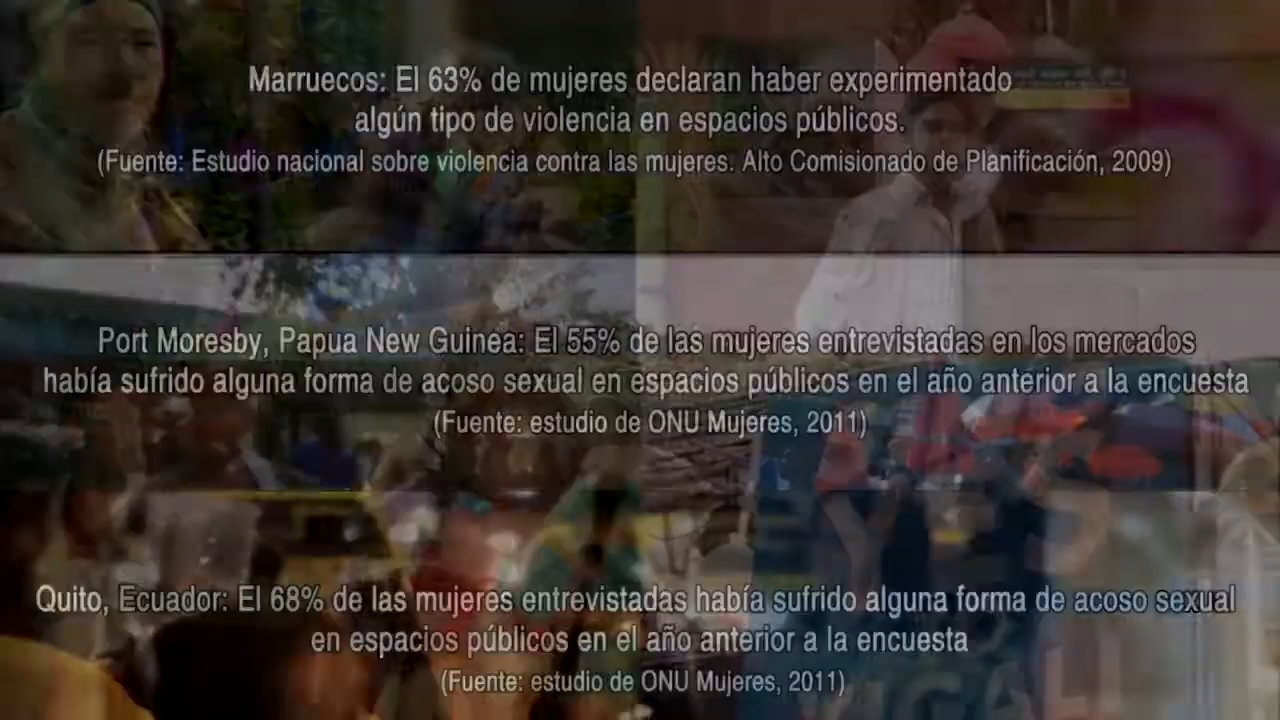 Marruecos: El 63% de mujeres declaran haber experimentado
algún tipo de violencia en espacios públicos.
(Fuente: Estudio nacional sobre violencia contra las mujeres. Alto Comisionado de Planificación, 2009)
Port Moresby, Papua New Guinea: El 55% de las mujeres entrevistadas en los mercados
había sufrido alguna forma de acoso sexual en espacios públicos en el año anterior a la encuesta
(Fuente: estudio de ONU Mujeres, 2011)
Quito, Ecuador: El 68% de las mujeres entrevistadas había sufrido alguna forma de acoso sexual
en espacios públicos en el año anterior a la encuesta
(Fuente: estudio de ONU Mujeres, 2011)